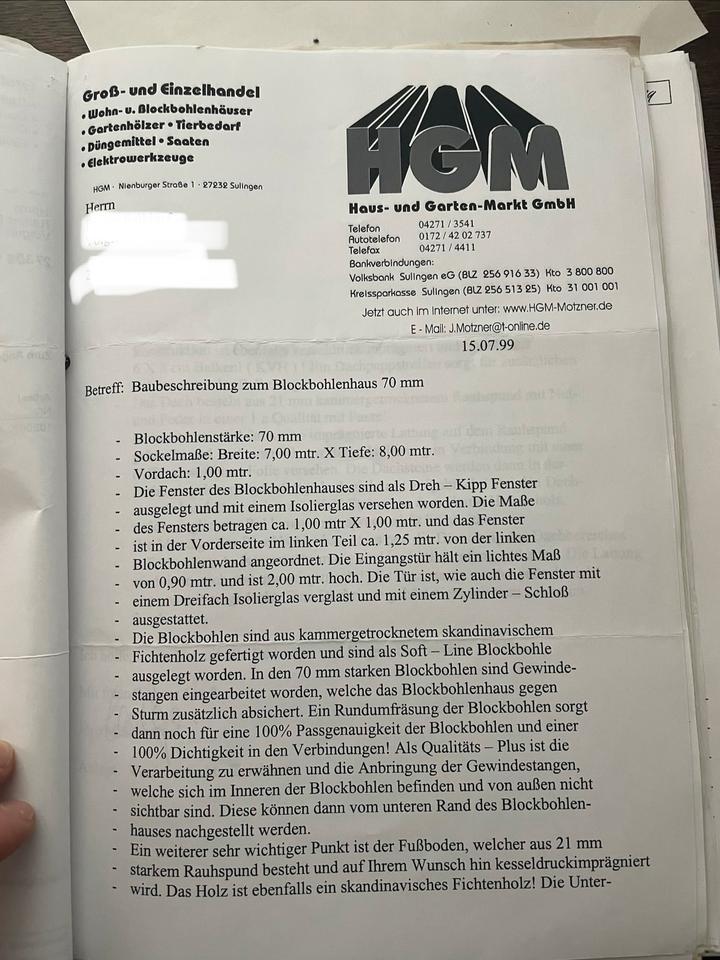 Groß- und Einzelhandel
• Wohn- u. Blockbohlenhäuser
• Gartenhölzer • Tierbedarf
• Düngemittel • Saaten
• Elektrowerkzeuge
HGM · Nienburger Straße 1 · 27232 Sulingen
Herrn
HGM
Haus- und Garten-Markt GmbH
Telefon 04271 / 3541
Autotelefon 0172 / 42 02 737
Telefax 04271 / 4411
Bankverbindungen:
Volksbank Sulingen eG (BLZ 256 916 33) Kto 3 800 800
Kreissparkasse Sulingen (BLZ 256 513 25) Kto 31 001 001
Jetzt auch im Internet unter: www.HGM-Motzner.de
E - Mail: J.Motzner@t-online.de
15.07.99
Betreff: Baubeschreibung zum Blockbohlenhaus 70 mm
- Blockbohlenstärke: 70 mm
- Sockelmaße: Breite: 7,00 mtr. X Tiefe: 8,00 mtr.
- Vordach: 1,00 mtr.
- Die Fenster des Blockbohlenhauses sind als Dreh – Kipp Fenster
- ausgelegt und mit einem Isolierglas versehen worden. Die Maße
- des Fensters betragen ca. 1,00 mtr X 1,00 mtr. und das Fenster
- ist in der Vorderseite im linken Teil ca. 1,25 mtr. von der linken
- Blockbohlenwand angeordnet. Die Eingangstür hält ein lichtes Maß
- von 0,90 mtr. und ist 2,00 mtr. hoch. Die Tür ist, wie auch die Fenster mit
- einem Dreifach Isolierglas verglast und mit einem Zylinder – Schloß
- ausgestattet.
- Die Blockbohlen sind aus kammergetrocknetem skandinavischem
- Fichtenholz gefertigt worden und sind als Soft – Line Blockbohle
- ausgelegt worden. In den 70 mm starken Blockbohlen sind Gewinde-
- stangen eingearbeitet worden, welche das Blockbohlenhaus gegen
- Sturm zusätzlich absichert. Ein Rundumfräsung der Blockbohlen sorgt
- dann noch für eine 100% Passgenauigkeit der Blockbohlen und einer
- 100% Dichtigkeit in den Verbindungen! Als Qualitäts – Plus ist die
- Verarbeitung zu erwähnen und die Anbringung der Gewindestangen,
- welche sich im Inneren der Blockbohlen befinden und von außen nicht
- sichtbar sind. Diese können dann vom unteren Rand des Blockbohlen-
- hauses nachgestellt werden.
- Ein weiterer sehr wichtiger Punkt ist der Fußboden, welcher aus 21 mm
- starkem Rauhspund besteht und auf Ihrem Wunsch hin kesseldruckimprägniert
- wird. Das Holz ist ebenfalls ein skandinavisches Fichtenholz! Die Unter-